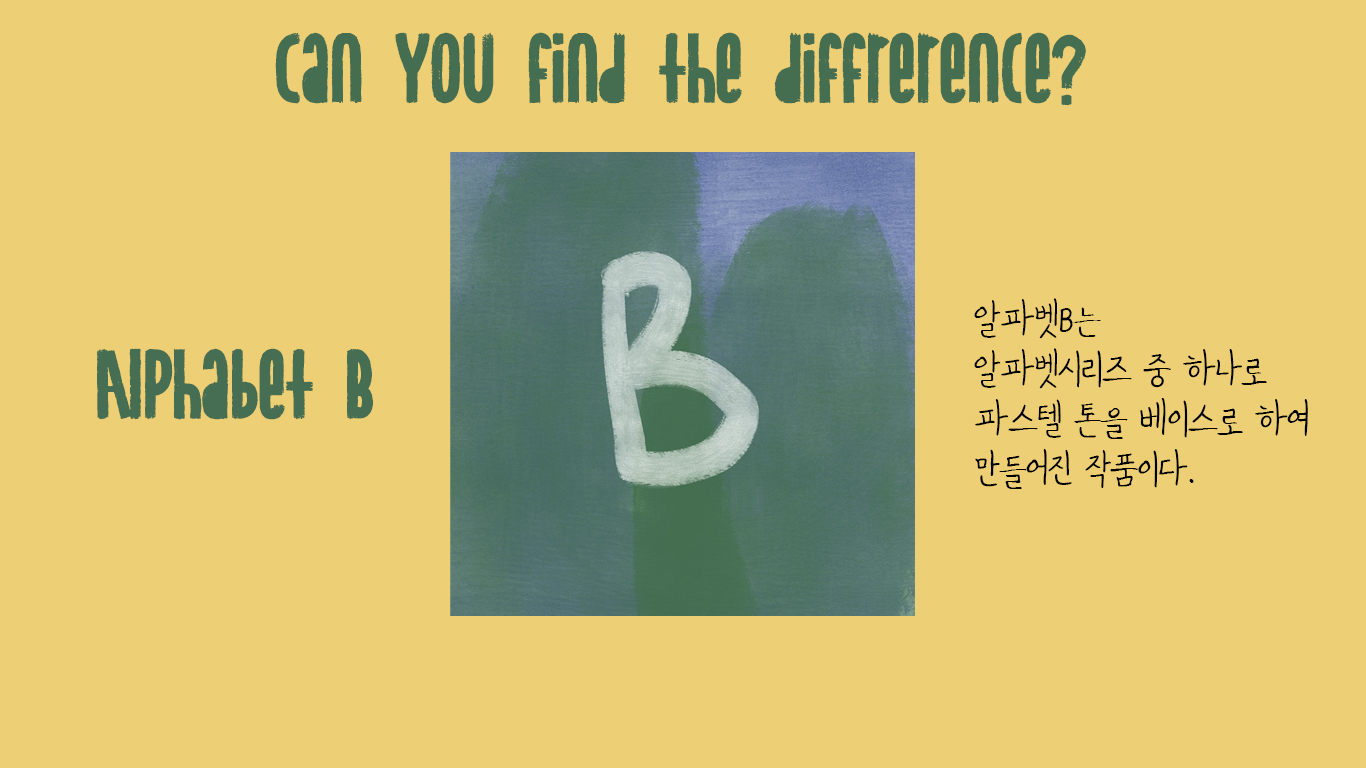 can you find the diffrerence?
Alphabet B
B
알파벳B는
알파벳시리즈 중 하나로
파스텔 톤을 베이스로 하여
만들어진 작품이다.